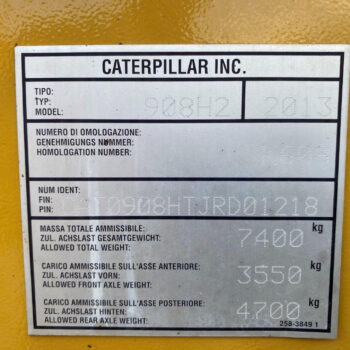 CATERPILLAR INC.
TIPO:
TYP:
MODEL: 908H2 2013
NUMERO DI OMOLOGAZIONE:
GENEHMIGUNGS NUMMER:
HOMOLOGATION NUMBER:
NUM IDENT:
FIN:
PIN:
MASSA TOTALE AMMISSIBILE:
ZUL. ACHSLAST GESAMTGEWICHT:
ALLOWED TOTAL WEIGHT:
7400 kg
CARICO AMMISSIBILE SULL'ASSE ANTERIORE:
ZUL. ACHSLAST VORN:
ALLOWED FRONT AXLE WEIGHT:
3550 kg
CARICO AMMISSIBILE SULL'ASSE POSTERIORE:
ZUL. ACHSLAST HINTEN:
ALLOWED REAR AXLE WEIGHT:
4700 kg
258-3849 1